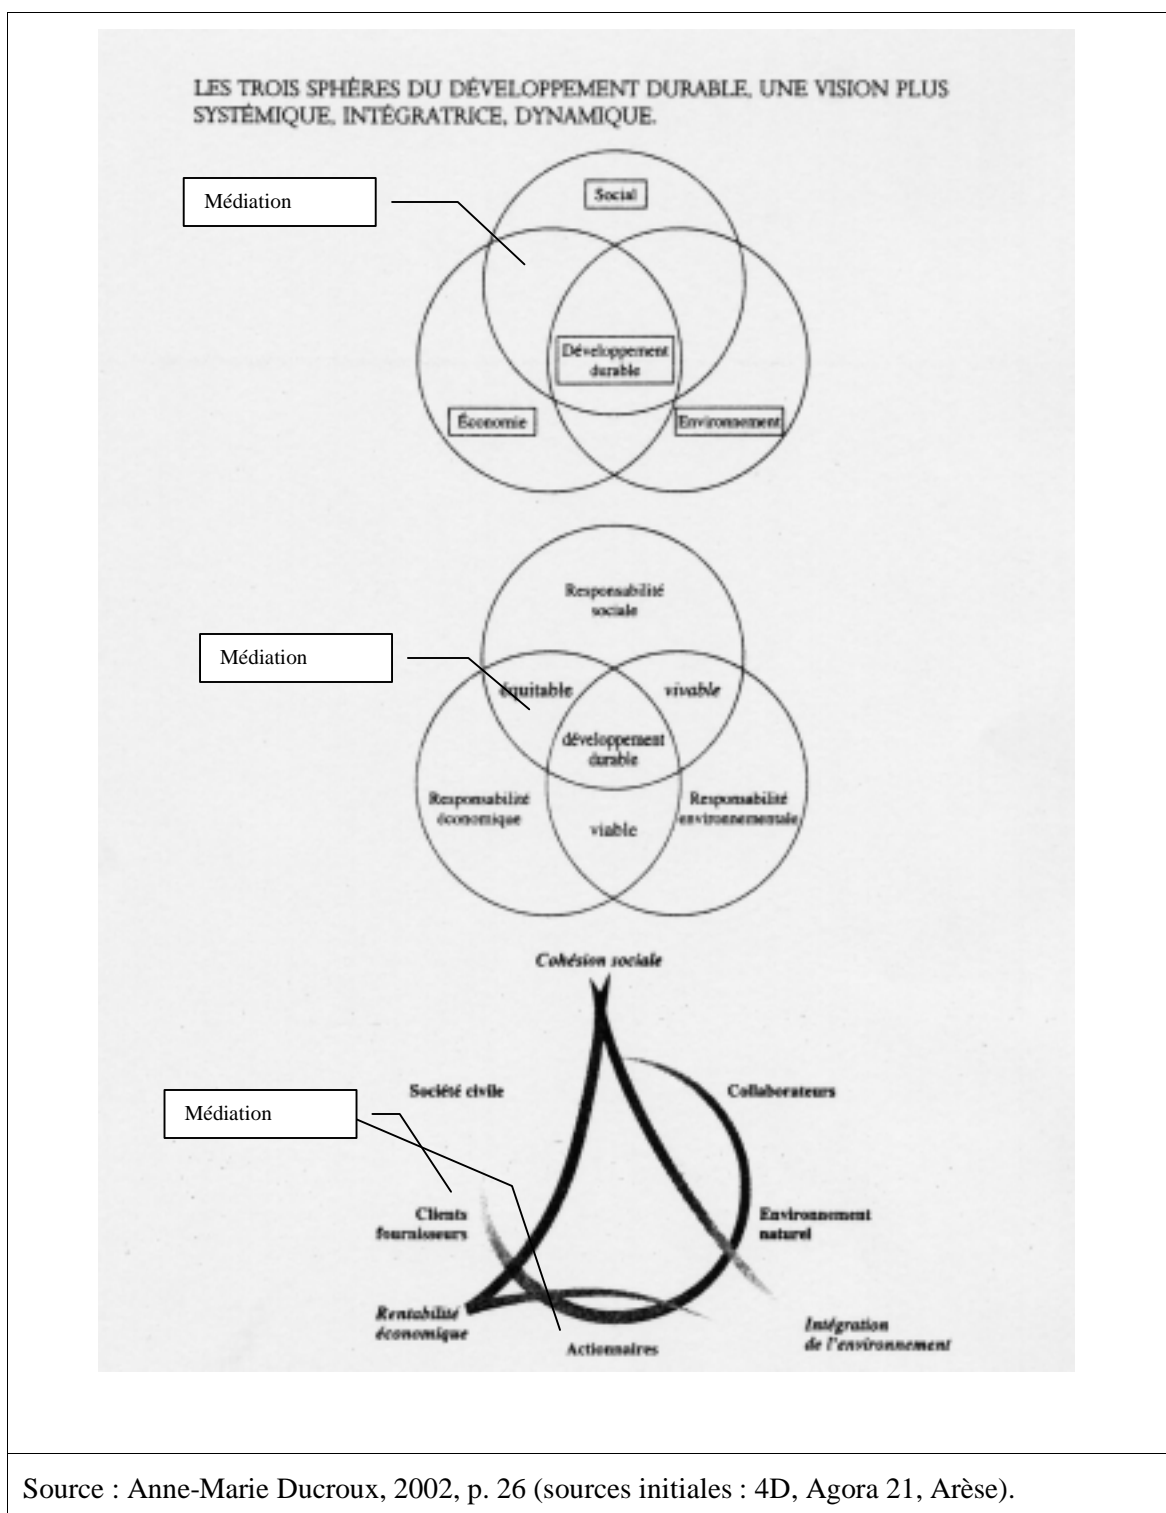 LES TROIS SPHÈRES DU DÉVELOPPEMENT DURABLE, UNE VISION PLUS
SYSTÉMIQUE, INTÉGRATRICE, DYNAMIQUE.
Médiation
Social
Développement
durable
Économie
Environnement
Responsabilité
sociale
Médiation
équitable
vivable
développement
durable
Responsabilité
économique
Responsabilité
environnementale
viable
Cohésion sociale
Société civile
Collaborateurs
Médiation
Clients
fournisseurs
Environnement
naturel
Rentabilité
économique
Intégration
de l'environnement
Actionnaires
Source : Anne-Marie Ducroux, 2002, p. 26 (sources initiales : 4D, Agora 21, Arèse).